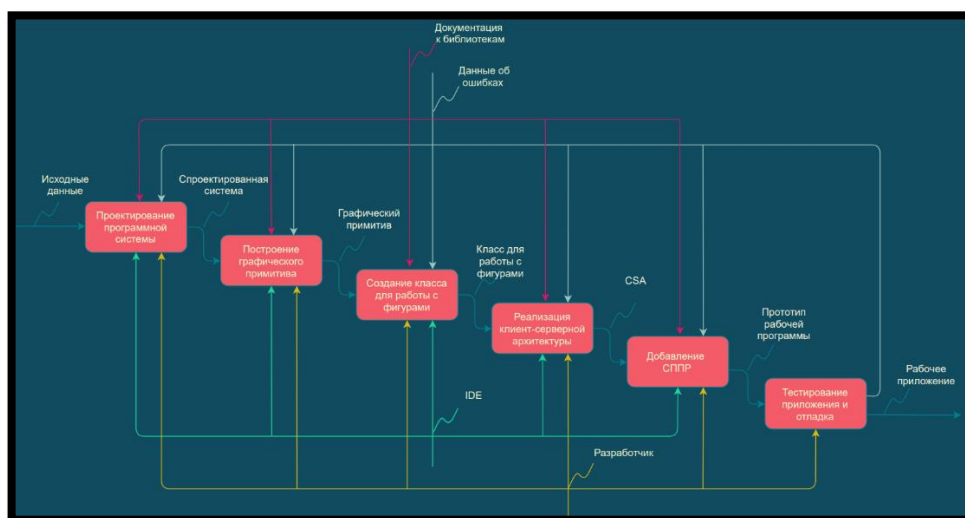 Документация
к библиотекам
Данные об
ошибках
Исходные
данные
Спроектированная
система
Проектирование
программной
системы
Графический
примитив
Построение
графического
примитива
Класс для
работы с
фигурами
Создание класса
для работы с
фигурами
CSA
Реализация
клиент-серверной
архитектуры
Прототип
рабочей
программы
Добавление
СППР
Рабочее
приложение
Тестирование
приложения и
отладка
IDE
Разработчик